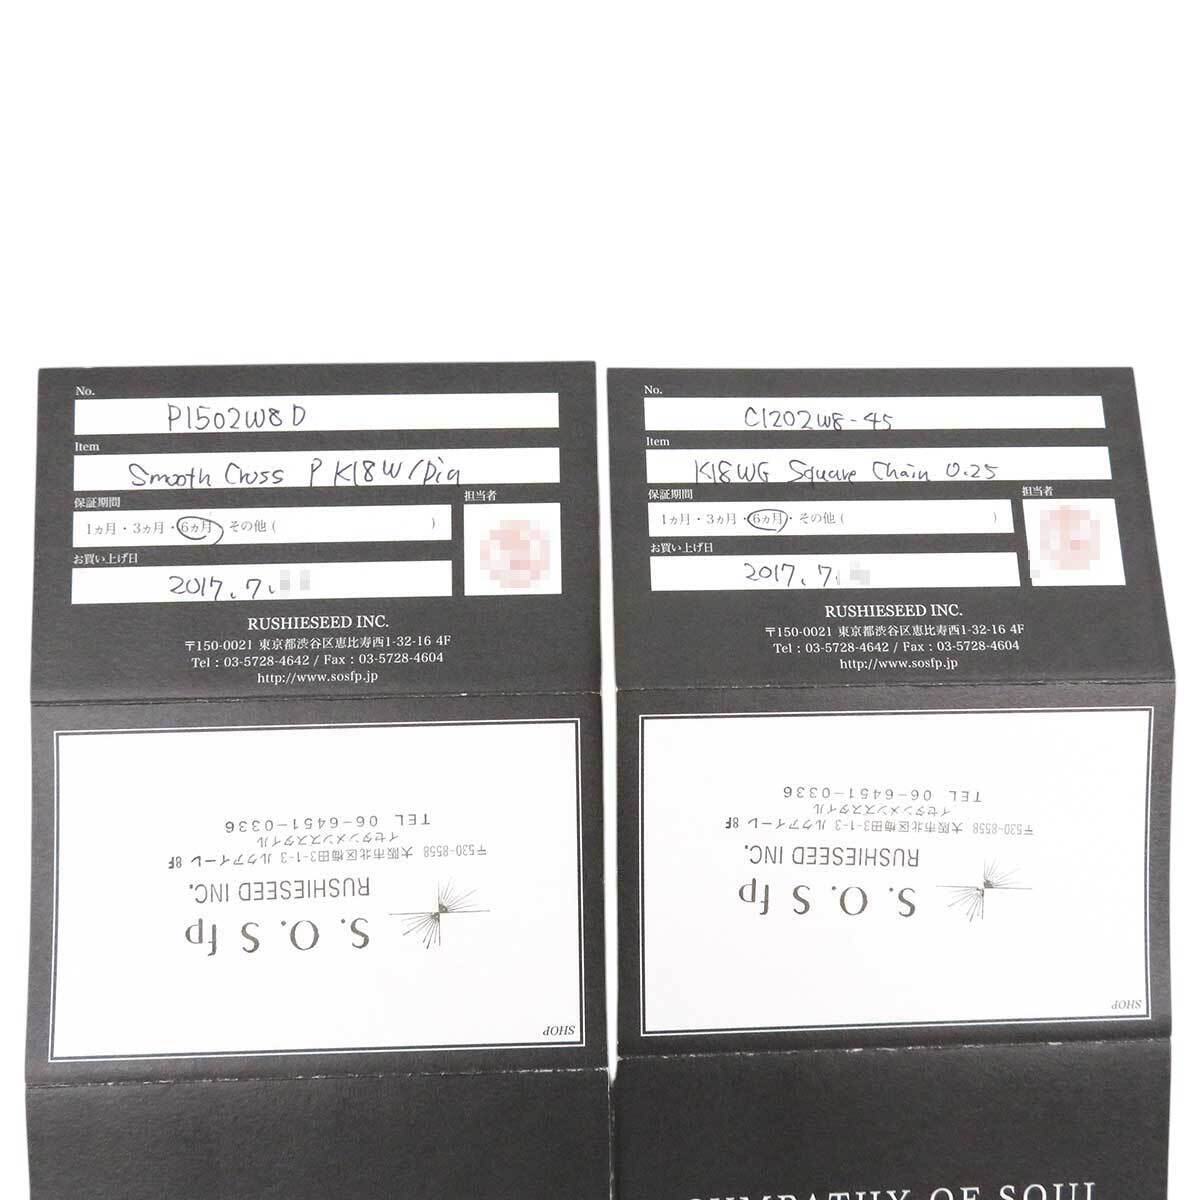 No.
P1502W8D
Item
Smooth Cross P K18W/Dia
保証期間
担当者
1ヵ月・3ヵ月・6ヵ月・その他 (          )
お買い上げ日
2017. 7.
RUSHIESEED INC.
〒150-0021 東京都渋谷区恵比寿西1-32-16 4F
Tel : 03-5728-4642 / Fax : 03-5728-4604
http://www.sosfp.jp
SHOP
S. O. S fp
RUSHIESEED INC.
〒530-8558 大阪市北区梅田3-1-3 ルクアイーレ 8F
イセタンメンズスタイル
TEL 06-6451-0336
No.
C1202W8-45
Item
K18WG Square Chain 0.25
保証期間
担当者
1ヵ月・3ヵ月・6ヵ月・その他 (          )
お買い上げ日
2017. 7.
RUSHIESEED INC.
〒150-0021 東京都渋谷区恵比寿西1-32-16 4F
Tel : 03-5728-4642 / Fax : 03-5728-4604
http://www.sosfp.jp
SHOP
S. O. S fp
RUSHIESEED INC.
〒530-8558 大阪市北区梅田3-1-3 ルクアイーレ 8F
イセタンメンズスタイル
TEL 06-6451-0336
SYMPATHY OF SOUL